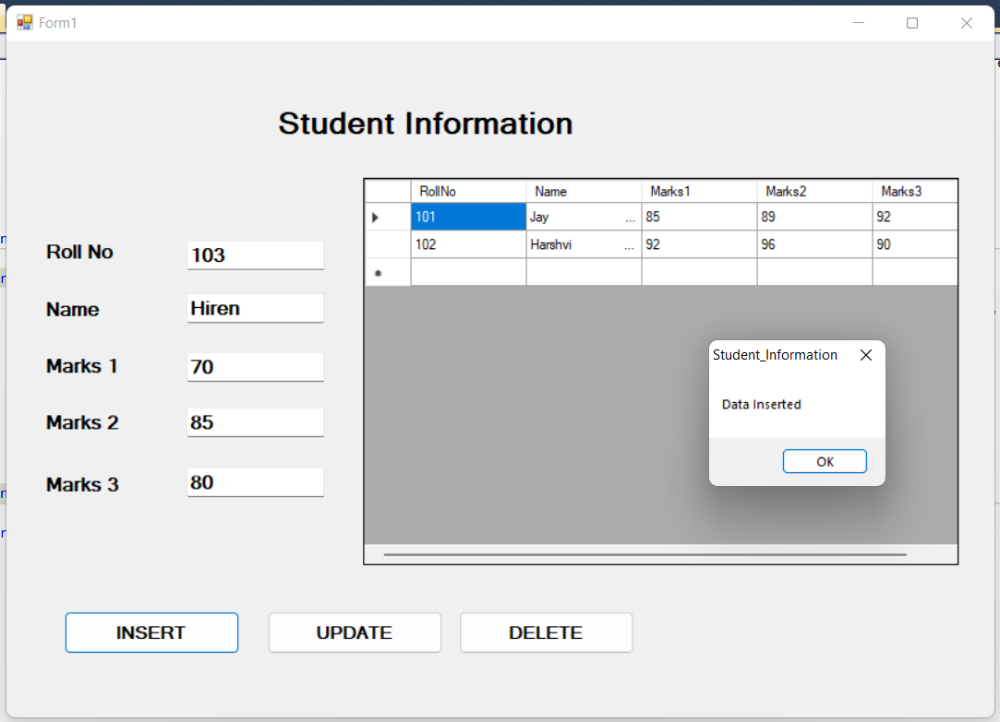 Form1
Student Information
RollNo Name Marks1 Marks2 Marks3
101 Jay ... 85 89 92
102 Harshvi ... 92 96 90
Roll No 103
Name Hiren
Marks 1 70
Marks 2 85
Marks 3 80
Student_Information
Data Inserted
OK
INSERT UPDATE DELETE